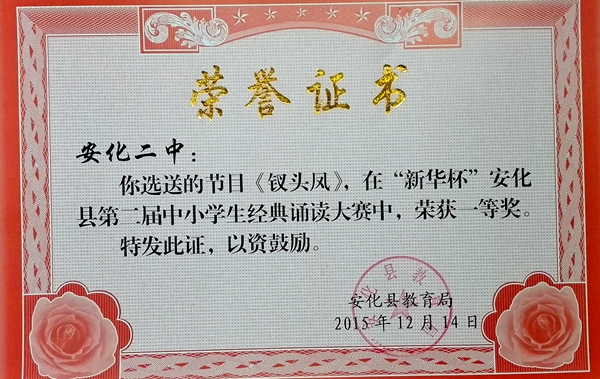 荣誉证书
安化二中：
你选送的节目《钗头凤》，在“新华杯”安化
县第二届中小学生经典诵读大赛中，荣获一等奖。
特发此证，以资鼓励。
安化县教育局
2015年12月14日